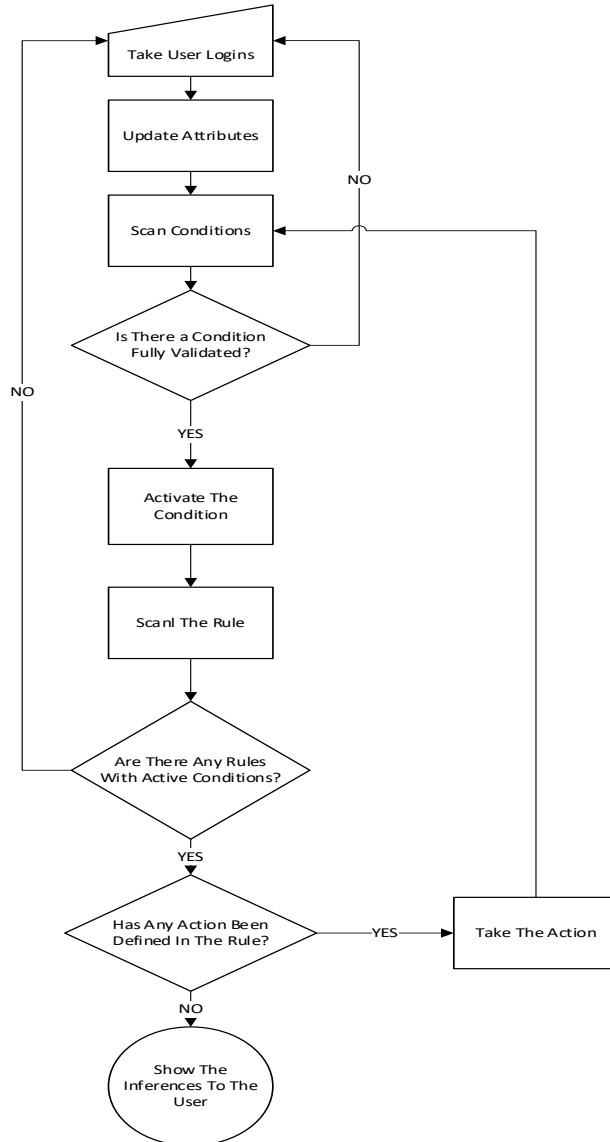 Take User Logins
Update Attributes
Scan Conditions
NO
Is There a Condition
Fully Validated?
NO
YES
Activate The
Condition
Scanl The Rule
Are There Any Rules
With Active Conditions?
YES
Has Any Action Been
Defined In The Rule?
YES
Take The Action
NO
Show The
Inferences To The
User